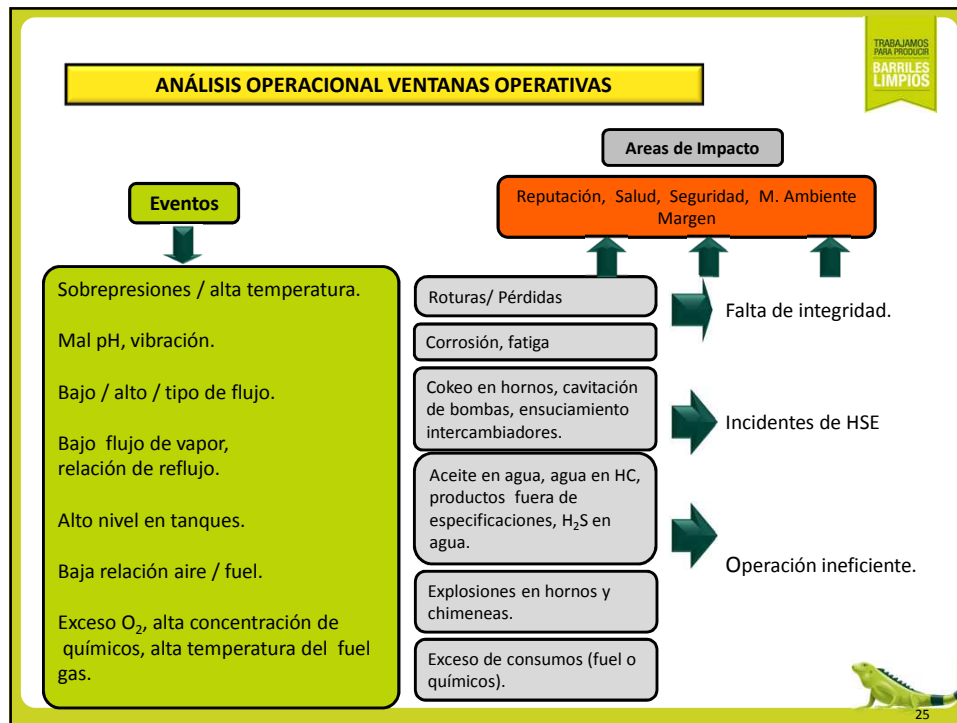 TRABAJAMOS
PARA PRODUCIR
BARRILES
LIMPIOS
ANÁLISIS OPERACIONAL VENTANAS OPERATIVAS
Areas de Impacto
Reputación, Salud, Seguridad, M. Ambiente
Margen
Eventos
Sobrepresiones / alta temperatura.
Mal pH, vibración.
Bajo / alto / tipo de flujo.
Bajo flujo de vapor,
relación de reflujo.
Alto nivel en tanques.
Baja relación aire / fuel.
Exceso O₂, alta concentración de
químicos, alta temperatura del fuel
gas.
Roturas/ Pérdidas
Corrosión, fatiga
Cokeo en hornos, cavitación
de bombas, ensuciamiento
intercambiadores.
Aceite en agua, agua en HC,
productos fuera de
especificaciones, H₂S en
agua.
Explosiones en hornos y
chimeneas.
Exceso de consumos (fuel o
químicos).
Falta de integridad.
Incidentes de HSE
Operación ineficiente.
25